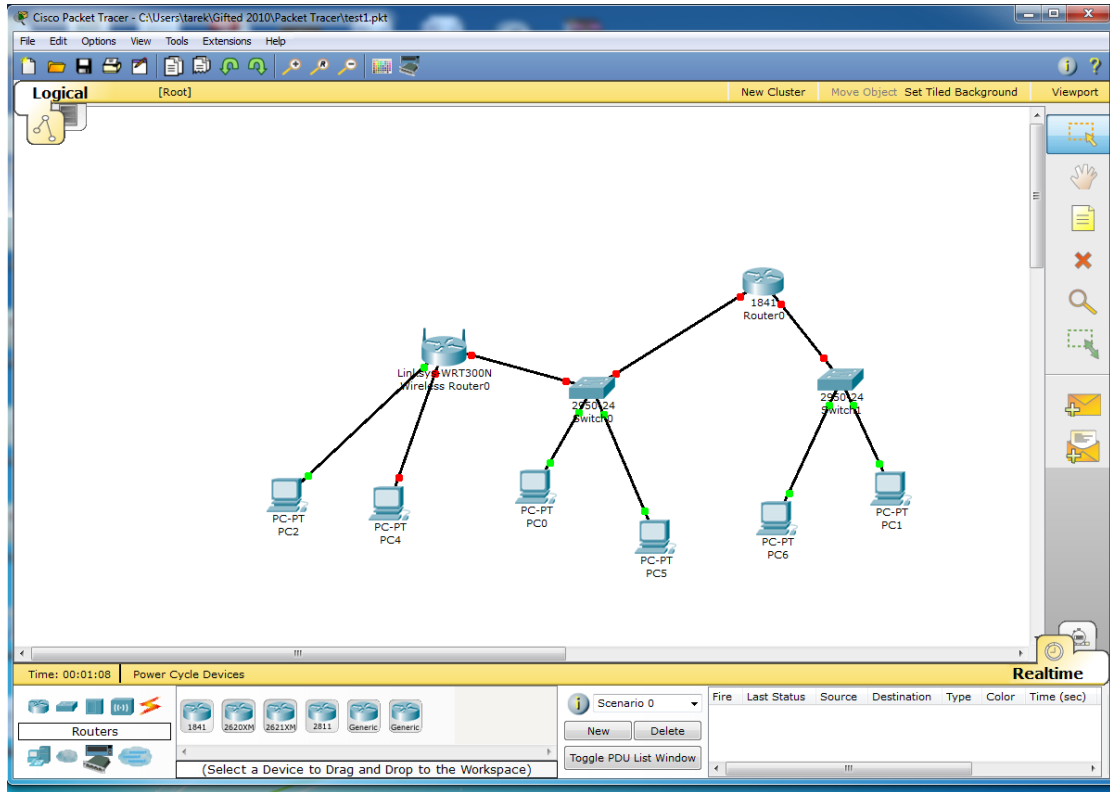 Cisco Packet Tracer - C:\Users\tarek\Gifted 2010\Packet Tracer\test1.pkt
File Edit Options View Tools Extensions Help
Logical [Root] New Cluster Move Object Set Tiled Background Viewport
1841
Router0
Linksys-WRT300N
Wireless Router0
2950-24
Switch0
2950-24
Switch1
PC-PT
PC2
PC-PT
PC4
PC-PT
PC0
PC-PT
PC5
PC-PT
PC6
PC-PT
PC1
Time: 00:01:08 Power Cycle Devices Realtime
Routers
1841 2620XM 2621XM 2811 Generic Generic
(Select a Device to Drag and Drop to the Workspace)
Scenario 0
New Delete
Toggle PDU List Window
Fire Last Status Source Destination Type Color Time (sec)